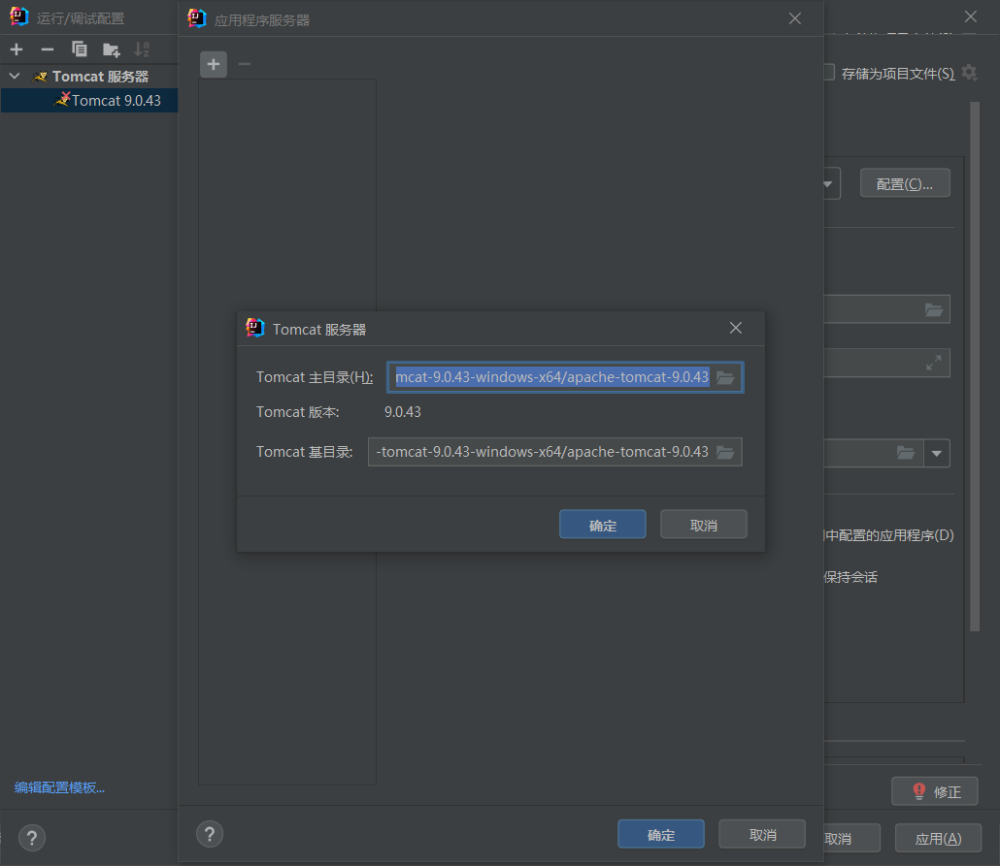 运行/调试配置
应用程序服务器
Tomcat 服务器
存储为项目文件(S)
Tomcat 9.0.43
配置(C)...
Tomcat 服务器
Tomcat 主目录(H):
mcat-9.0.43-windows-x64/apache-tomcat-9.0.43
Tomcat 版本:
9.0.43
Tomcat 基目录:
-tomcat-9.0.43-windows-x64/apache-tomcat-9.0.43
确定
取消
中配置的应用程序(D)
保持会话
编辑配置模板...
修正
?
?
确定
取消
取消
应用(A)